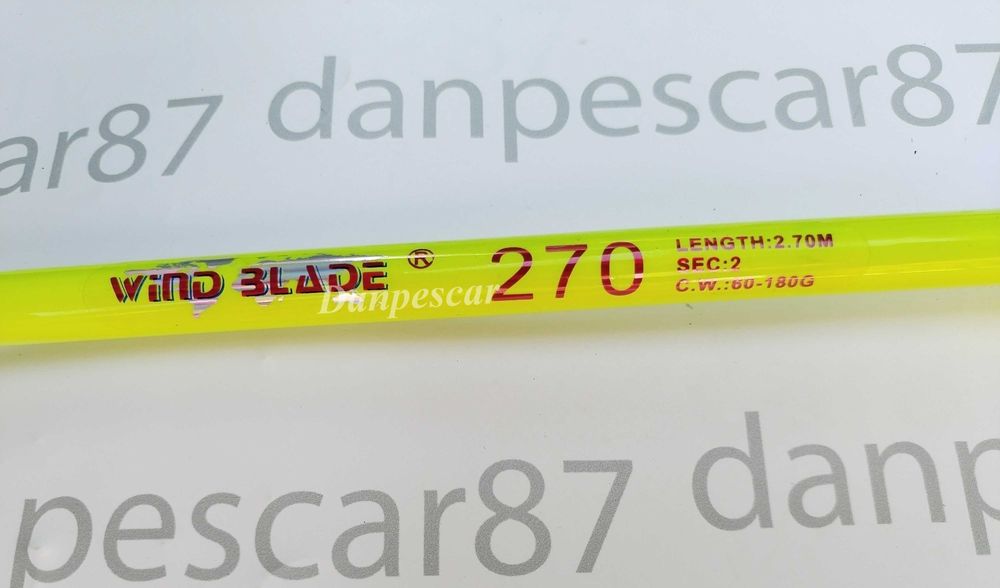 danpescar87
ar87
WIND BLADE ® 270
LENGTH:2.70M
SEC:2
C.W.:60-180G
Danpescar
pescar87
danp